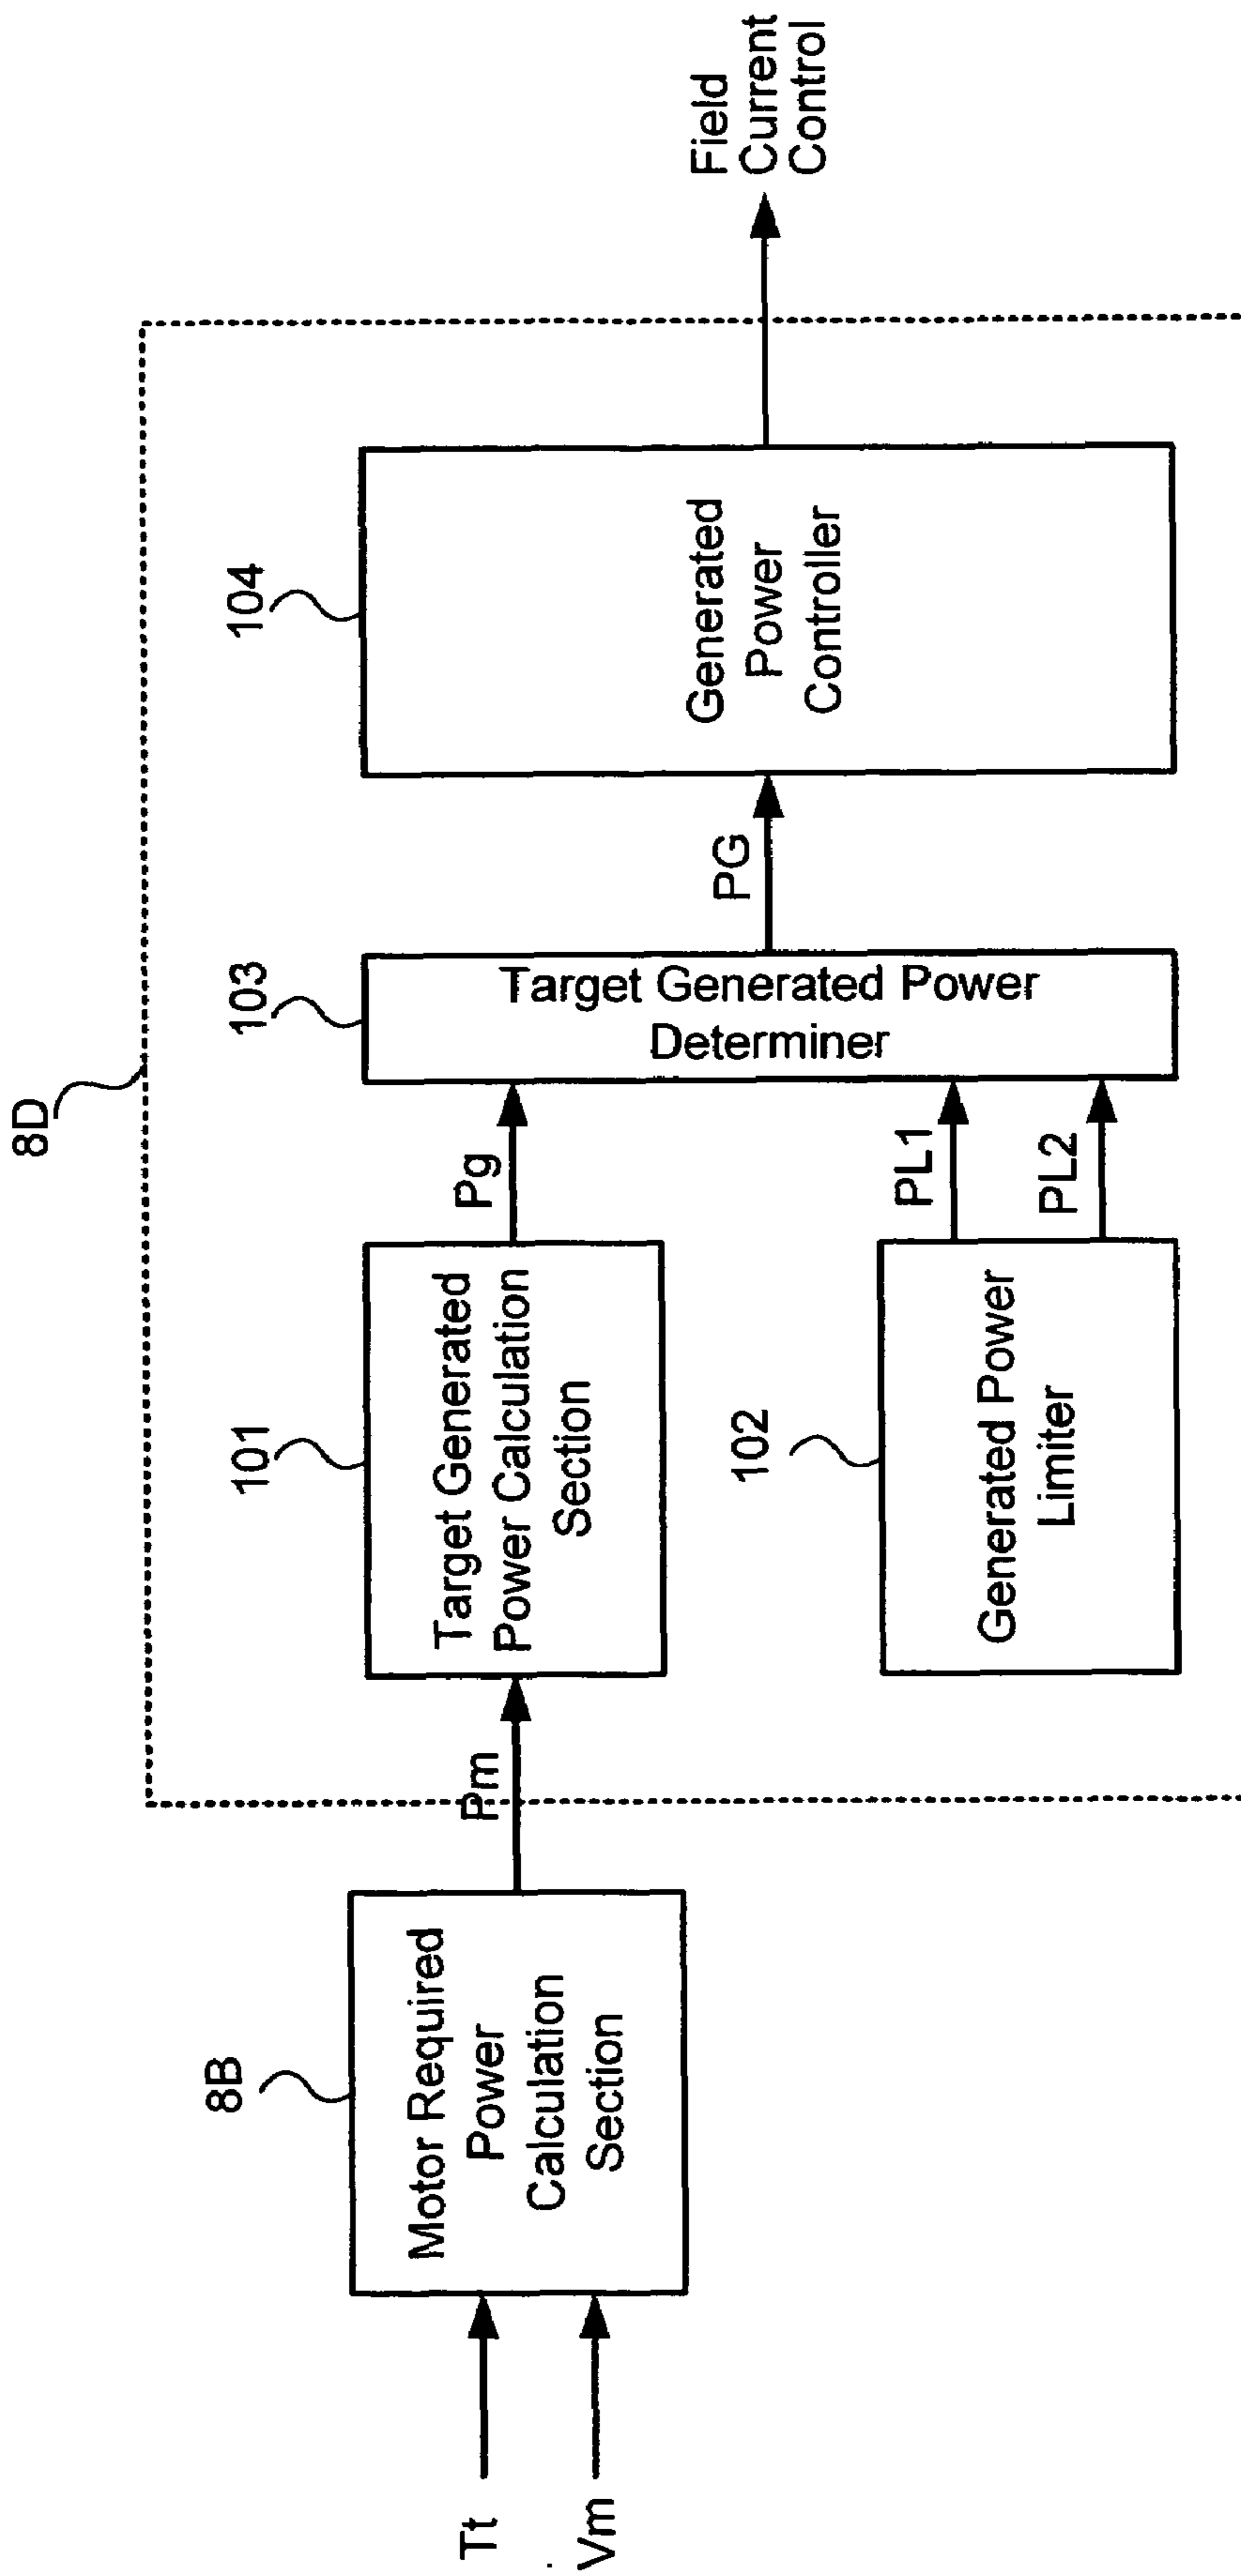 8D
Tt
Vm
8B
Motor Required
Power
Calculation
Section
Pm
101
Target Generated
Power Calculation
Section
Pg
102
Generated Power
Limiter
PL1
PL2
103
Target Generated Power
Determiner
PG
104
Generated
Power
Controller
Field
Current
Control